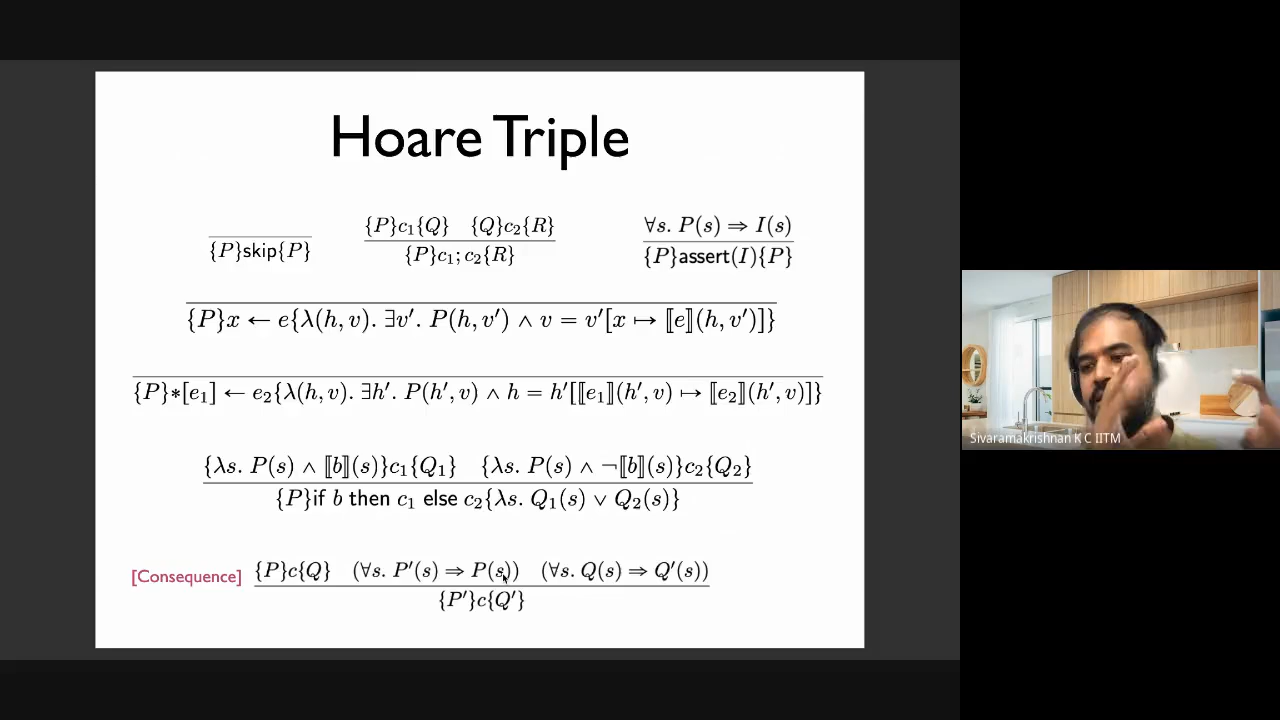 Hoare Triple
{P}skip{P}
{P}c₁{Q} {Q}c₂{R}
{P}c₁; c₂{R}
∀s. P(s) ⇒ I(s)
{P}assert(I){P}
{P}x ← e{λ(h, v). ∃v′. P(h, v′) ∧ v = v′[x ↦ ⟦e⟧(h, v′)]}
{P}*[e₁] ← e₂{λ(h, v). ∃h′. P(h′, v) ∧ h = h′[⟦e₁⟧(h′, v) ↦ ⟦e₂⟧(h′, v)]}
{λs. P(s) ∧ ⟦b⟧(s)}c₁{Q₁} {λs. P(s) ∧ ¬⟦b⟧(s)}c₂{Q₂}
{P}if b then c₁ else c₂{λs. Q₁(s) ∨ Q₂(s)}
[Consequence] {P}c{Q} (∀s. P′(s) ⇒ P(s)) (∀s. Q(s) ⇒ Q′(s))
{P′}c{Q′}
Sivaramakrishnan K C IITM